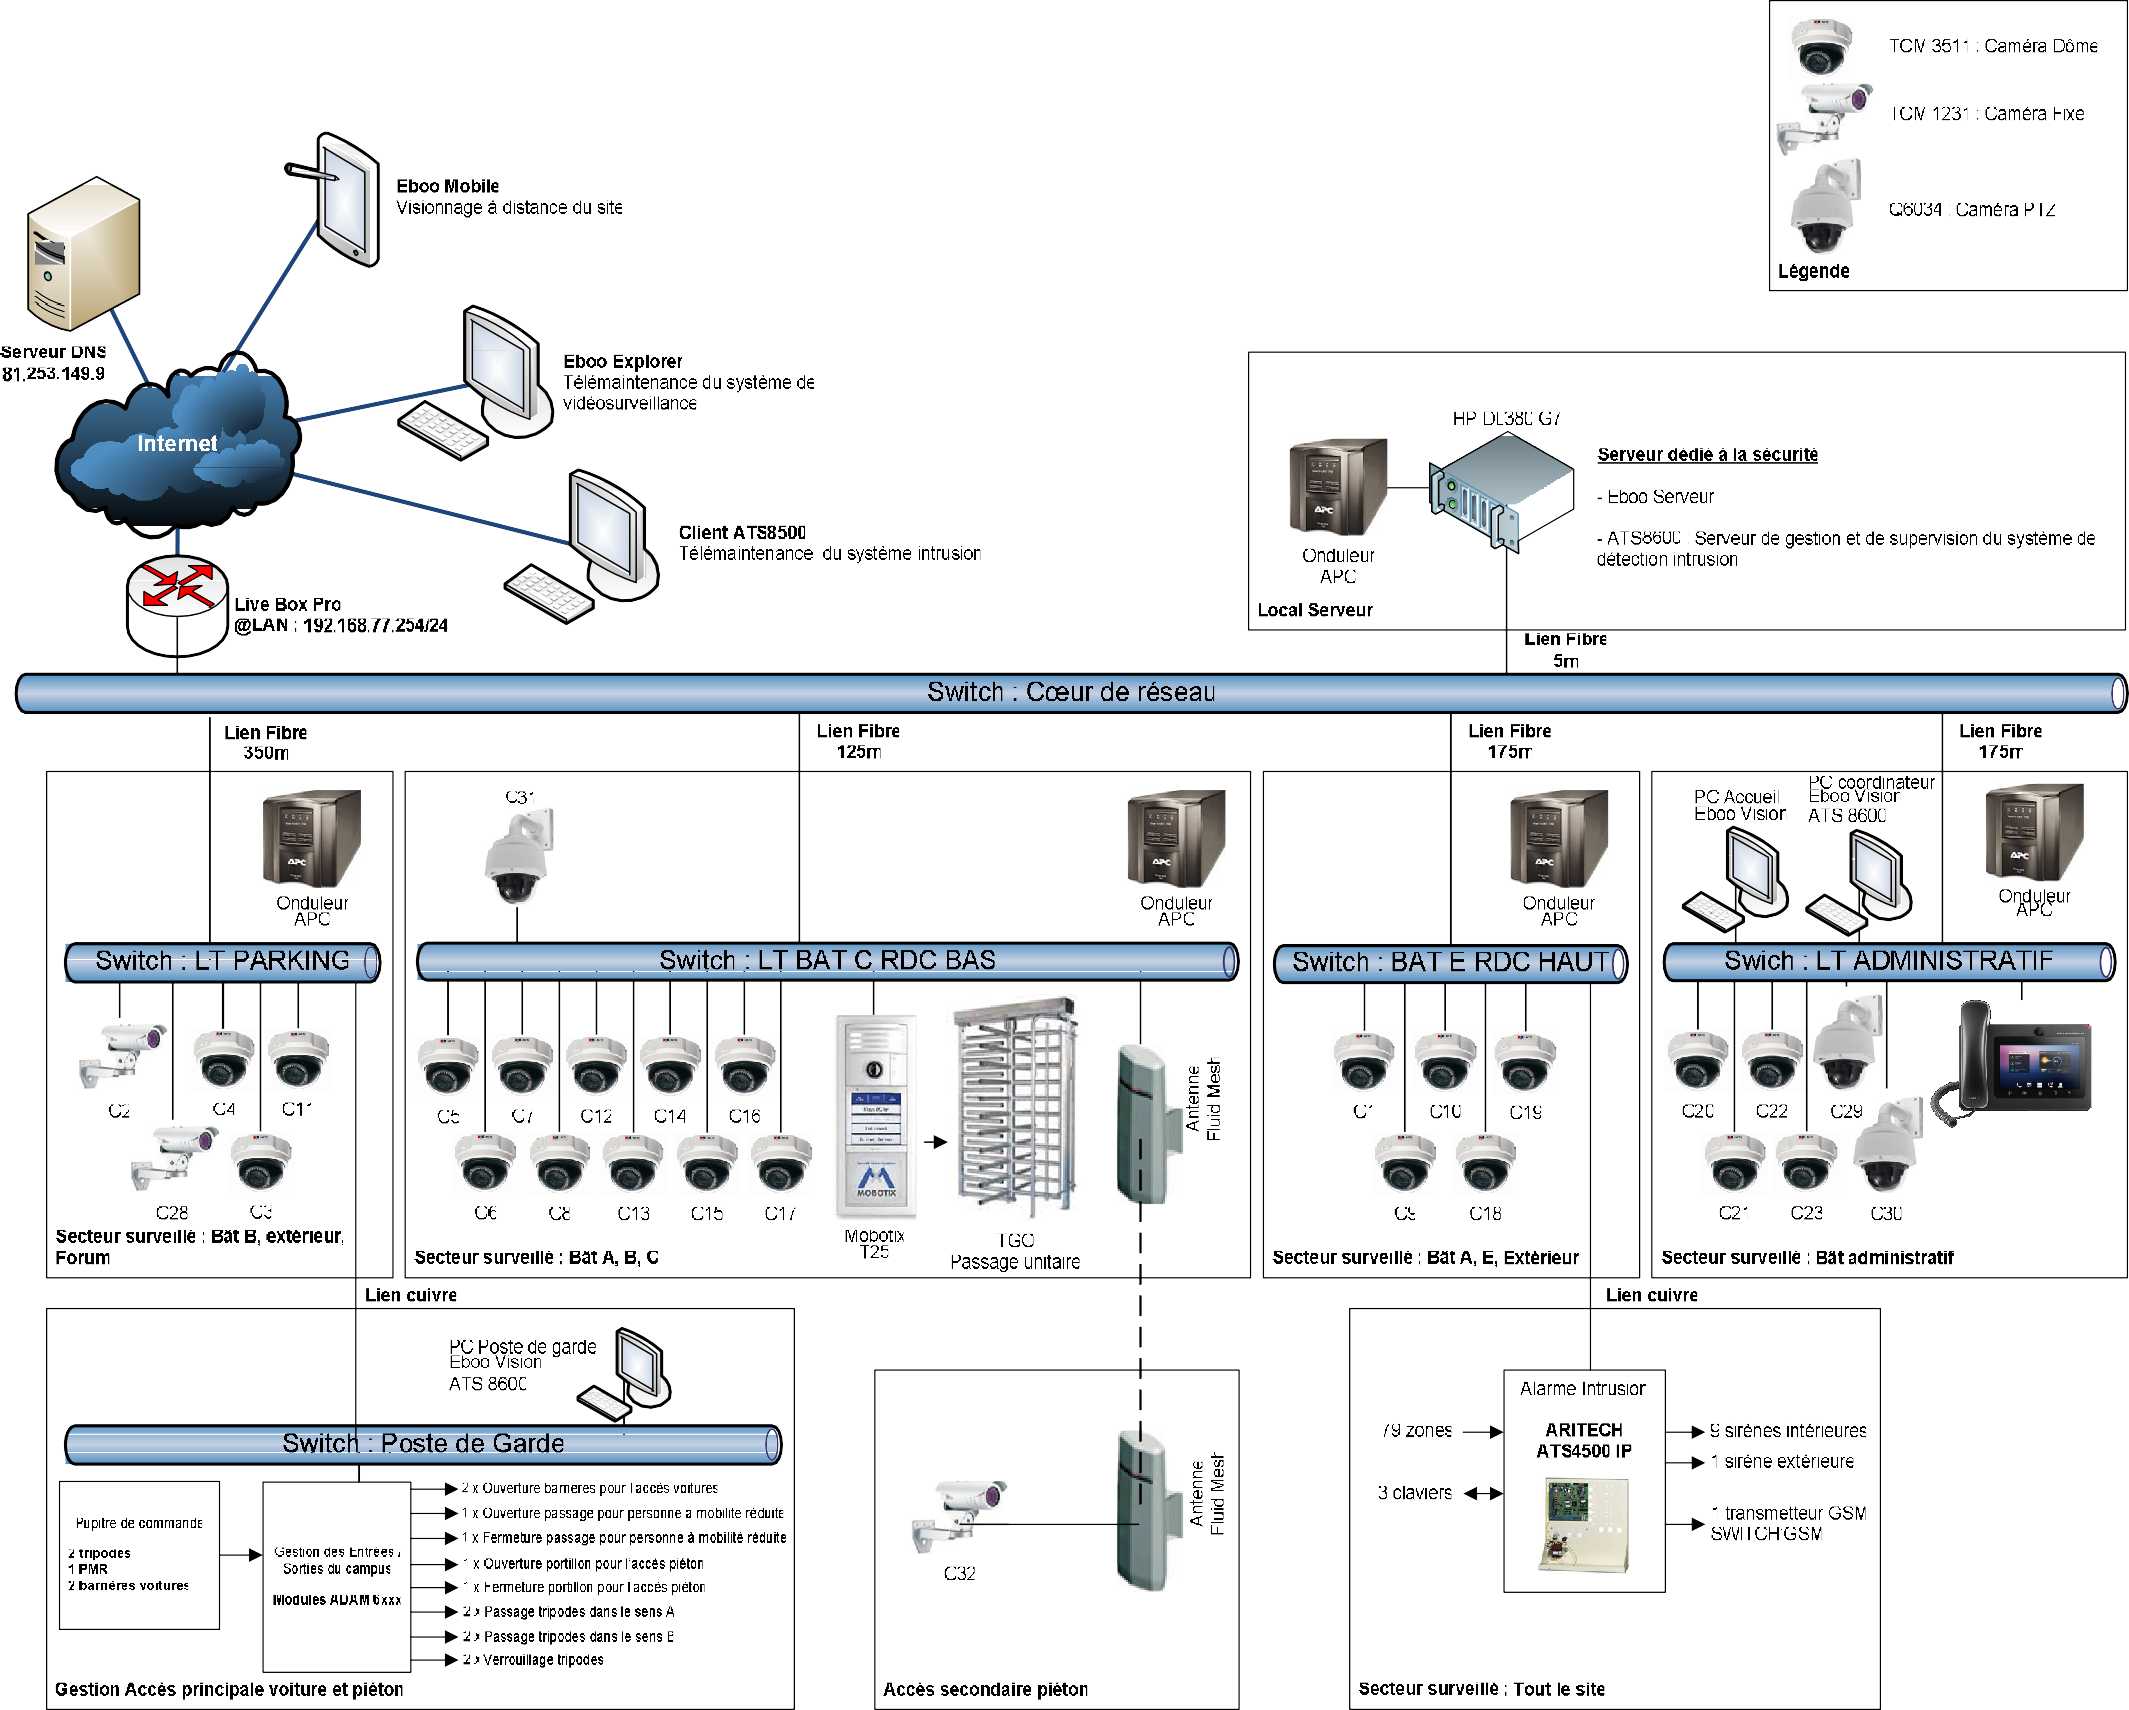 TCM 3511 : Caméra Dôme
TCM 1231 : Caméra Fixe
Q6034 : Caméra PTZ
Légende
Eboo Mobile
Visionnage à distance du site
Serveur DNS
81.253.149.9
Internet
Eboo Explorer
Télémaintenance du système de
vidéosurveillance
Client ATS8500
Télémaintenance du système intrusion
Live Box Pro
@LAN : 192.168.77.254/24
HP DL380 G7
APC
Onduleur
APC
Serveur dédié à la sécurité
- Eboo Serveur
- ATS8600 : Serveur de gestion et de supervision du système de
détection intrusion
Local Serveur
Lien Fibre
5m
Switch : Cœur de réseau
Lien Fibre
350m
Lien Fibre
125m
Lien Fibre
175m
Lien Fibre
175m
APC
Onduleur
APC
Switch : LT PARKING
C2
C4
C11
C28
C3
Secteur surveillé : Bât B, extérieur,
Forum
C31
APC
Onduleur
APC
Switch : LT BAT C RDC BAS
C5
C7
C12
C14
C16
C6
C8
C13
C15
C17
MOBOTIX
Mobotix
T25
TGO
Passage unitaire
Antenne
Fluid Mesh
Secteur surveillé : Bât A, B, C
APC
Onduleur
APC
Switch : BAT E RDC HAUT
C1
C10
C19
C9
C18
Secteur surveillé : Bât A, E, Extérieur
PC Accueil
Eboo Vision
PC coordinateur
Eboo Vision
ATS 8600
APC
Onduleur
APC
Swich : LT ADMINISTRATIF
C20
C22
C29
C21
C23
C30
Secteur surveillé : Bât administratif
Lien cuivre
PC Poste de garde
Eboo Vision
ATS 8600
Switch : Poste de Garde
Pupitre de commande
2 tripodes
1 PMR
2 barrières voitures
Gestion des Entrées /
Sorties du campus
Modules ADAM 6xxx
2 x Ouverture barrières pour l'accès voitures
1 x Ouverture passage pour personne à mobilité réduite
1 x Fermeture passage pour personne à mobilité réduite
1 x Ouverture portillon pour l'accès piéton
1 x Fermeture portillon pour l'accès piéton
2 x Passage tripodes dans le sens A
2 x Passage tripodes dans le sens B
2 x Verrouillage tripodes
Gestion Accès principale voiture et piéton
C32
Antenne
Fluid Mesh
Accès secondaire piéton
Lien cuivre
Alarme Intrusion
ARITECH
ATS4500 IP
79 zones
3 claviers
9 sirènes intérieures
1 sirène extérieure
1 transmetteur GSM
SWITCH'GSM
Secteur surveillé : Tout le site